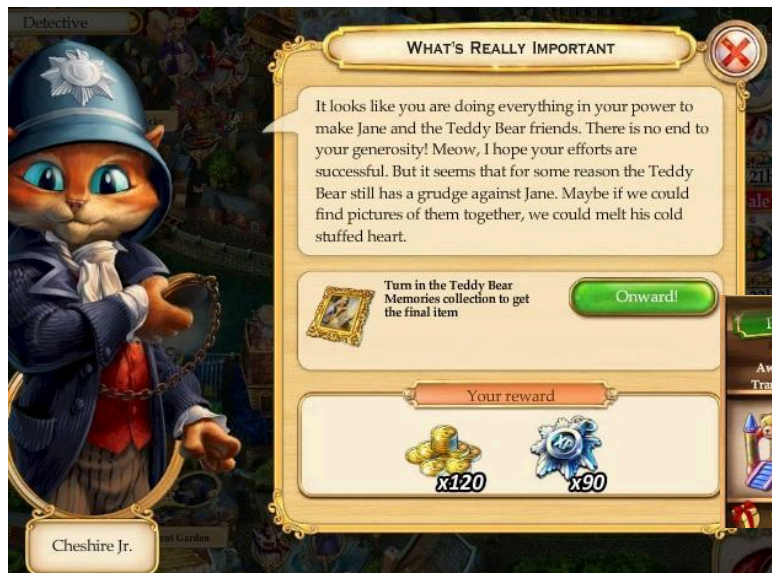 Detective
WHAT'S REALLY IMPORTANT
It looks like you are doing everything in your power to
make Jane and the Teddy Bear friends. There is no end to
your generosity! Meow, I hope your efforts are
successful. But it seems that for some reason the Teddy
Bear still has a grudge against Jane. Maybe if we could
find pictures of them together, we could melt his cold
stuffed heart.
Turn in the Teddy Bear
Memories collection to get
the final item
Onward!
Your reward
XP
x120
x90
Cheshire Jr.
Garden